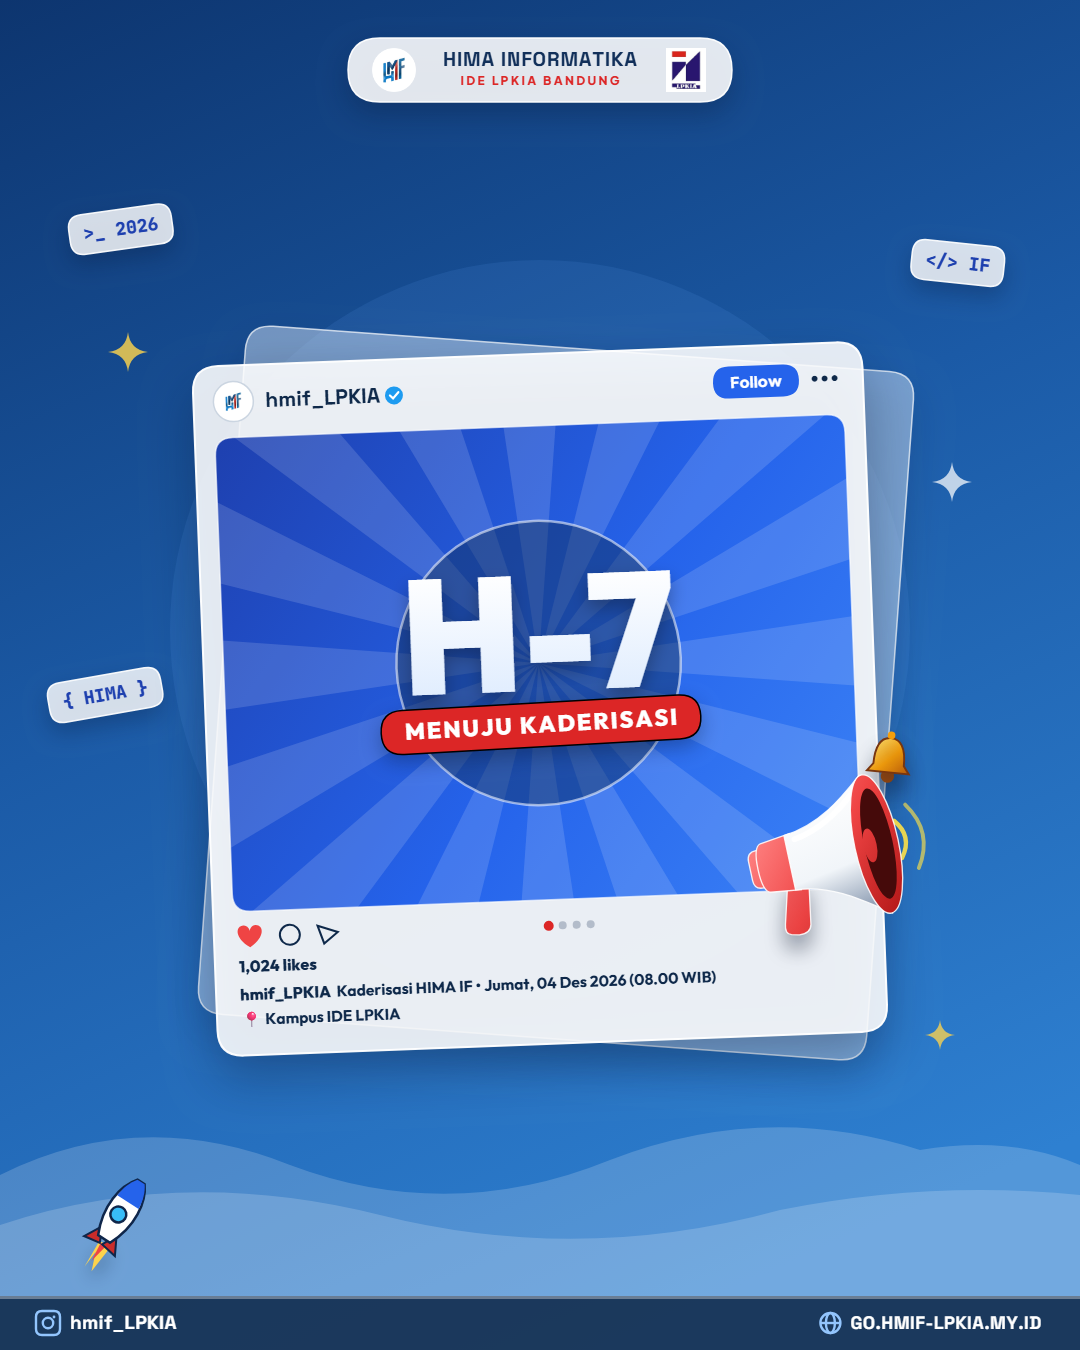 HIMA INFORMATIKA
IDE LPKIA BANDUNG
LPKIA
>_ 2026
</> IF
hmif_LPKIA
Follow
H-7
MENUJU KADERISASI
{ HIMA }
1,024 likes
hmif_LPKIA Kaderisasi HIMA IF • Jumat, 04 Des 2026 (08.00 WIB)
Kampus IDE LPKIA
hmif_LPKIA
GO.HMIF-LPKIA.MY.ID